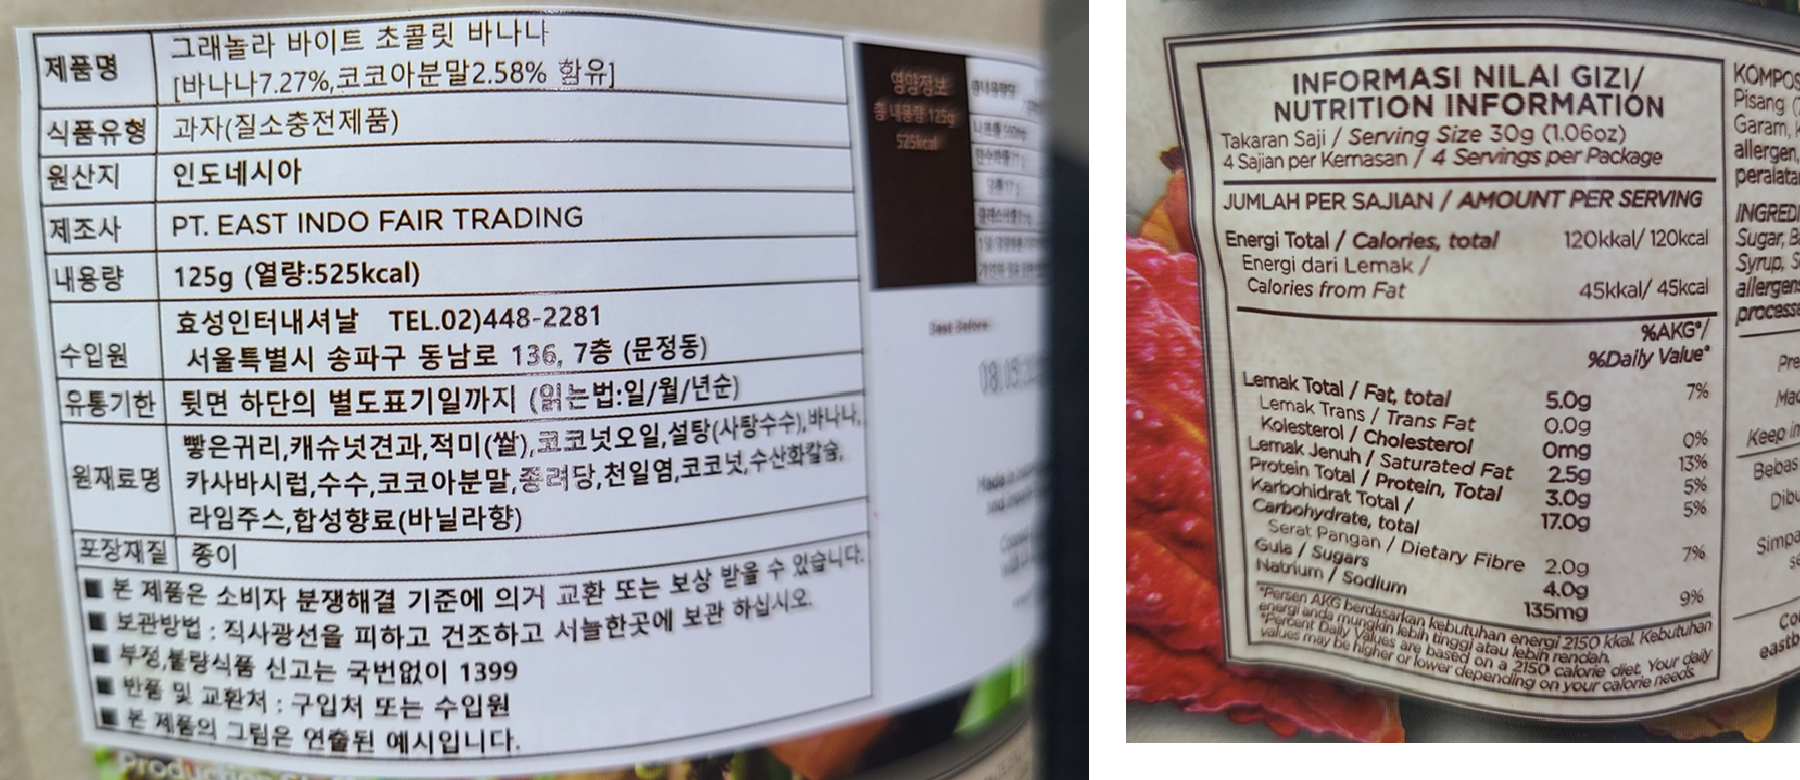 제품명
그래놀라 바이트 초콜릿 바나나
[바나나7.27%,코코아분말2.58% 함유]
식품유형 과자(질소충전제품)
원산지 인도네시아
제조사 PT. EAST INDO FAIR TRADING
내용량 125g (열량:525kcal)
수입원
효성인터내셔날 TEL.02)448-2281
서울특별시 송파구 동남로 136, 7층 (문정동)
유통기한 뒷면 하단의 별도표기일까지 (읽는법:일/월/년순)
원재료명
빻은귀리,캐슈넛견과,적미(쌀),코코넛오일,설탕(사탕수수),바나나,
카사바시럽,수수,코코아분말,종려당,천일염,코코넛,수산화칼슘,
라임주스,합성향료(바닐라향)
포장재질 종이
■ 본 제품은 소비자 분쟁해결 기준에 의거 교환 또는 보상 받을 수 있습니다.
■ 보관방법 : 직사광선을 피하고 건조하고 서늘한곳에 보관 하십시오.
■ 부정,불량식품 신고는 국번없이 1399
■ 반품 및 교환처 : 구입처 또는 수입원
■ 본 제품의 그림은 연출된 예시입니다.
영양정보
총 내용량 125g
525kcal
Best Before
INFORMASI NILAI GIZI/
NUTRITION INFORMATION
Takaran Saji / Serving Size 30g (1.06oz)
4 Sajian per Kemasan / 4 Servings per Package
JUMLAH PER SAJIAN / AMOUNT PER SERVING
Energi Total / Calories, total 120kkal/ 120kcal
Energi dari Lemak /
Calories from Fat 45kkal/ 45kcal
%AKG*/
%Daily Value*
Lemak Total / Fat, total 5.0g 7%
Lemak Trans / Trans Fat 0.0g
Kolesterol / Cholesterol 0mg 0%
Lemak Jenuh / Saturated Fat 2.5g 13%
Protein Total / Protein, Total 3.0g 5%
Karbohidrat Total /
Carbohydrate, total 17.0g 5%
Serat Pangan / Dietary Fibre 2.0g 7%
Gula / Sugars 4.0g
Natrium / Sodium 135mg 9%
*Persen AKG berdasarkan kebutuhan energi 2150 kkal. Kebutuhan
energi anda mungkin lebih tinggi atau lebih rendah.
*Percent Daily Values are based on a 2150 calorie diet. Your daily
values may be higher or lower depending on your calorie needs.
KOMPOS
Pisang
Garam,
allergen,
peralata
INGREDI
Sugar, Ba
Syrup, S
allergens
processe
Pre
Mac
Keep in
Bebas
Dibu
Simpa
se
Co
eastb